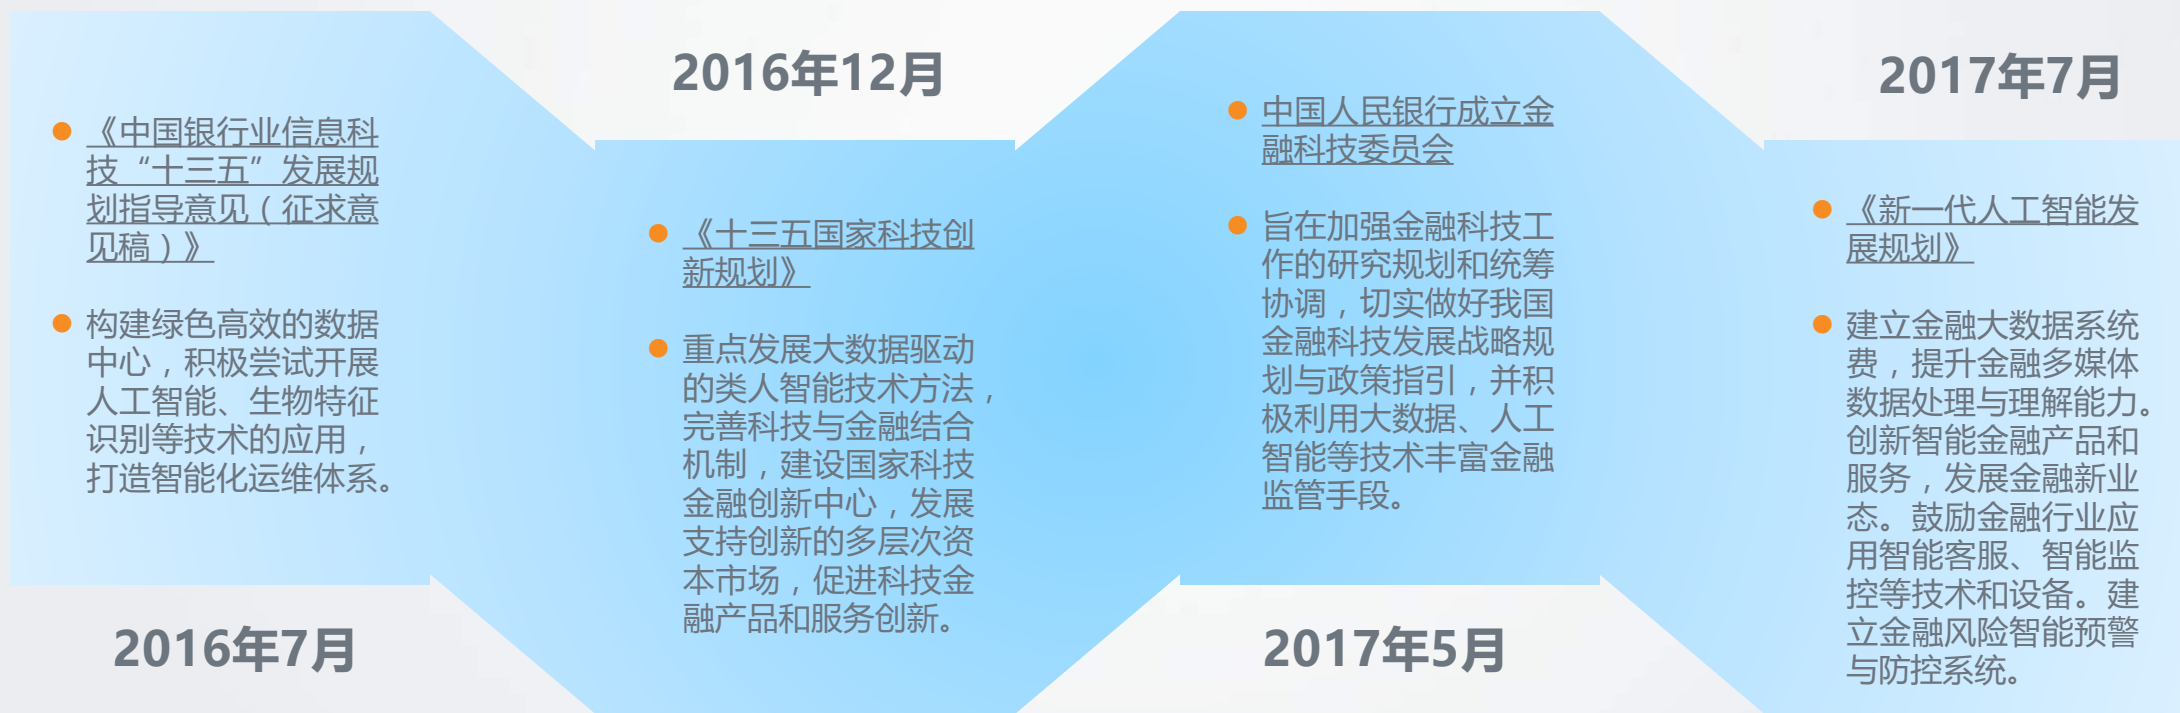 《中国银行业信息科
技“十三五”发展规
划指导意见（征求意
见稿）》
构建绿色高效的数据
中心，积极尝试开展
人工智能、生物特征
识别等技术的应用，
打造智能化运维体系。
2016年7月
2016年12月
《十三五国家科技创
新规划》
重点发展大数据驱动
的类人智能技术方法，
完善科技与金融结合
机制，建设国家科技
金融创新中心，发展
支持创新的多层次资
本市场，促进科技金
融产品和服务创新。
中国人民银行成立金
融科技委员会
旨在加强金融科技工
作的研究规划和统筹
协调，切实做好我国
金融科技发展战略规
划与政策指引，并积
极利用大数据、人工
智能等技术丰富金融
监管手段。
2017年5月
2017年7月
《新一代人工智能发
展规划》
建立金融大数据系统
费，提升金融多媒体
数据处理与理解能力。
创新智能金融产品和
服务，发展金融新业
态。鼓励金融行业应
用智能客服、智能监
控等技术和设备。建
立金融风险智能预警
与防控系统。